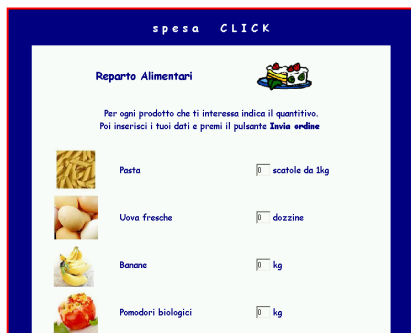 spesa CLICK
Reparto Alimentari
Per ogni prodotto che ti interessa indica il quantitivo.
Poi inserisci i tuoi dati e premi il pulsante Invia ordine
Pasta 0 scatole da 1kg
Uova fresche 0 dozzine
Banane 0 kg
Pomodori biologici 0 kg